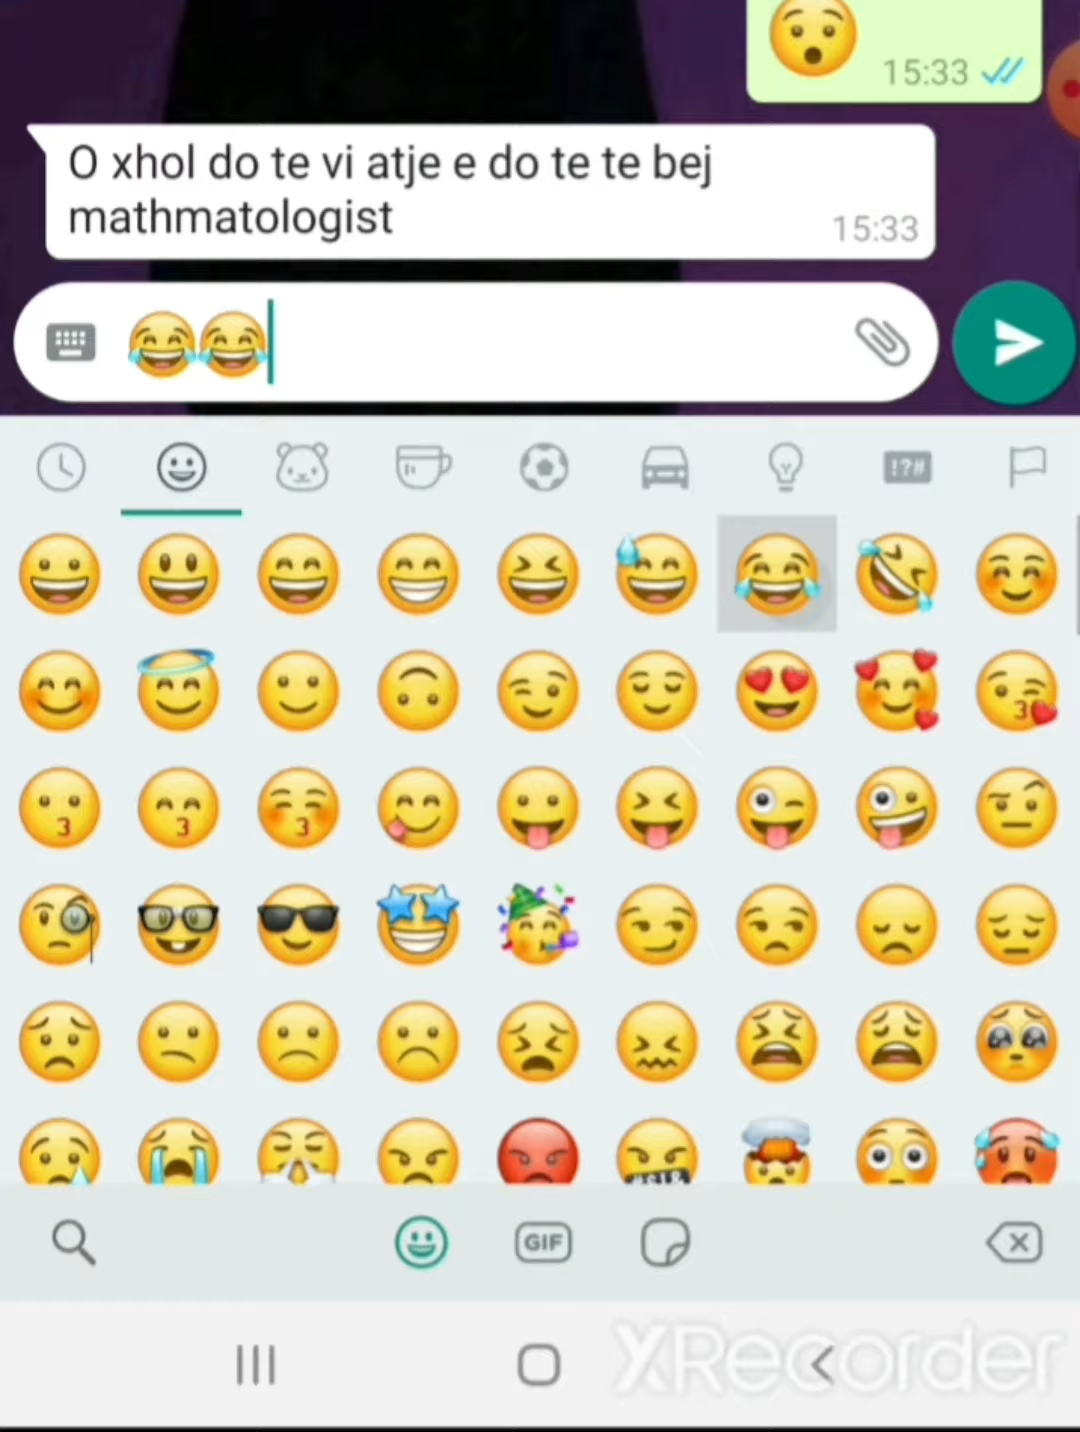 15:33
O xhol do te vi atje e do te te bej
mathmatologist
15:33
!?#
GIF
XRecorder